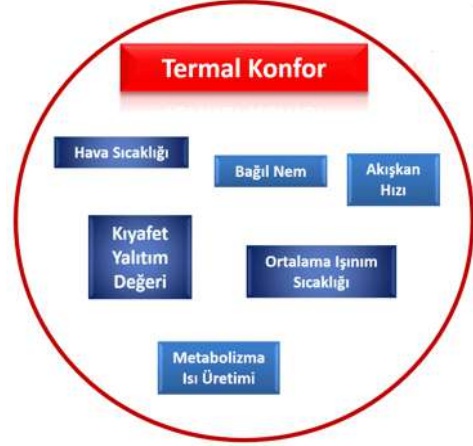 Termal Konfor
Hava Sıcaklığı
Bağıl Nem
Akışkan
Hızı
Kıyafet
Yalıtım
Değeri
Ortalama Işınım
Sıcaklığı
Metabolizma
Isı Üretimi